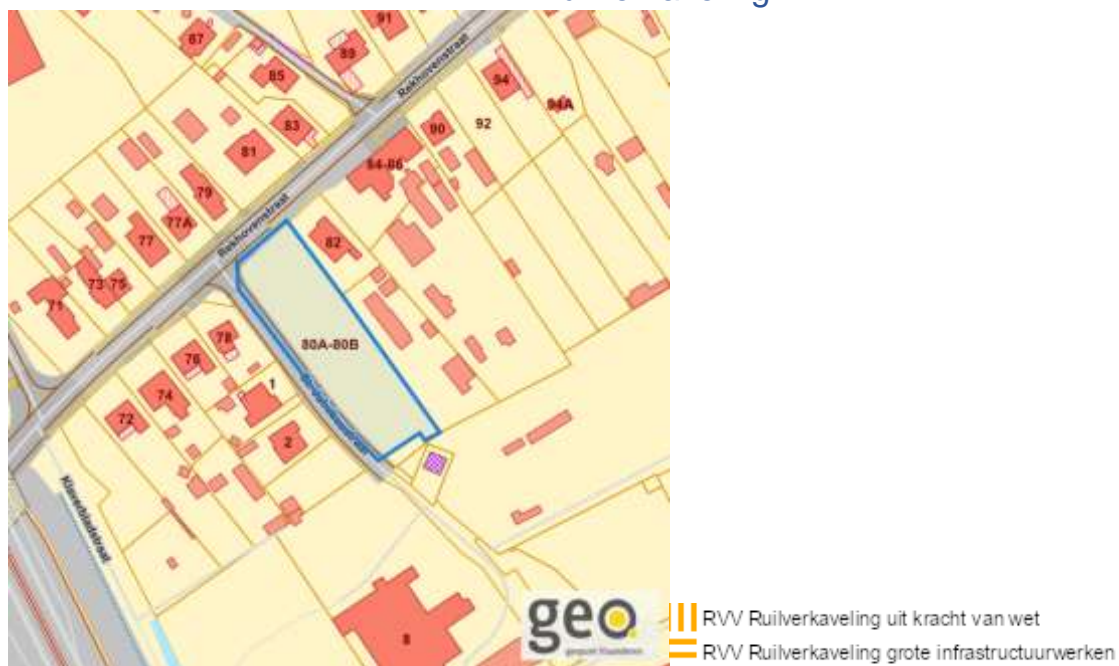 91
87
89
Rekhovenstraat
85
94
94A
83
90
92
81
84-86
79
Rekhovenstraat
77A
82
77
73 75
71
80A-80B
78
76
1
74
72
2
Klaverbladstraat
geo
8
RVV Ruilverkaveling uit kracht van wet
RVV Ruilverkaveling grote infrastructuurwerken